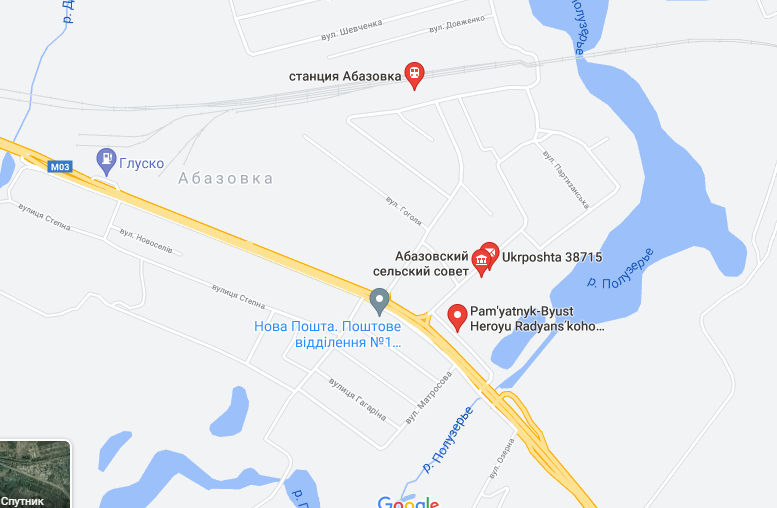 р. Д
вул. Шевченка
вул. Довженко
Полузерье
станция Абазовка
М03
Глуско
Абазовка
вул. Партизанська
вул. Гоголя
вулиця Степна
вул. Новоселів
Абазовский
сельский совет
Ukrposhta 38715
р. Полузерье
вулиця Степна
Нова Пошта. Поштове
відділення №1...
Pam'yatnyk-Byust
Heroyu Radyans'koho...
вулиця Гагаріна
вул. Матросова
р. Полузерье
вул. Озерна
р. П
Спутник
Google